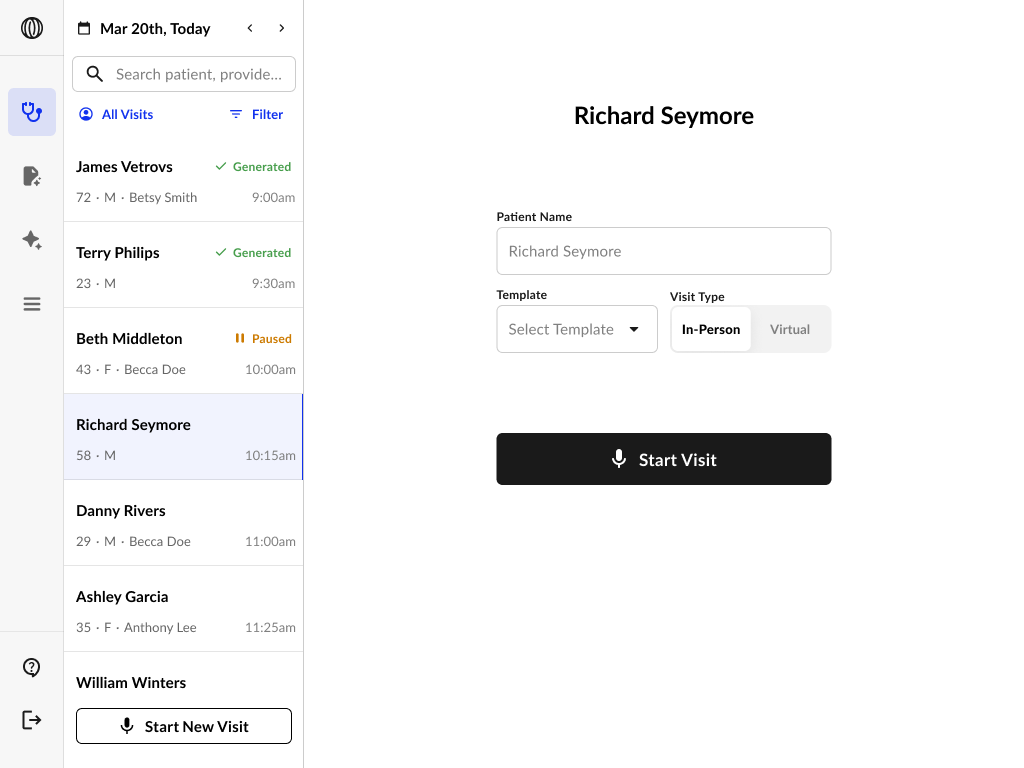 Mar 20th, Today
Search patient, provide...
All Visits
Filter
James Vetrovs
Generated
72 · M · Betsy Smith
9:00am
Terry Philips
Generated
23 · M
9:30am
Beth Middleton
Paused
43 · F · Becca Doe
10:00am
Richard Seymore
58 · M
10:15am
Danny Rivers
29 · M · Becca Doe
11:00am
Ashley Garcia
35 · F · Anthony Lee
11:25am
William Winters
Start New Visit
Richard Seymore
Patient Name
Richard Seymore
Template
Select Template
Visit Type
In-Person
Virtual
Start Visit